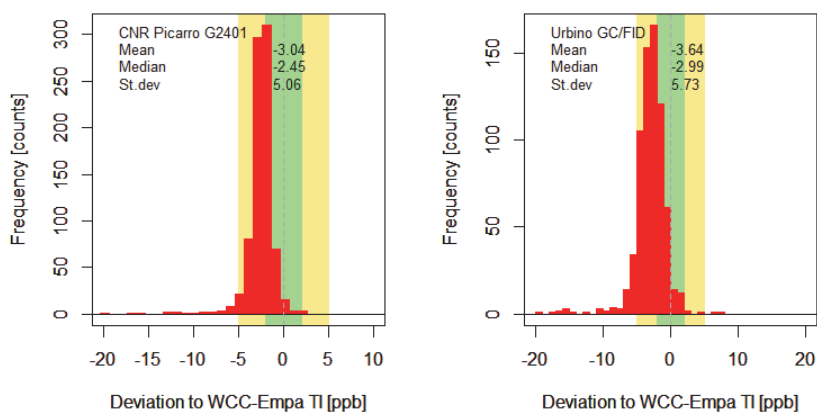 CNR Picarro G2401
Mean -3.04
Median -2.45
St.dev 5.06
Frequency [counts]
300
250
200
150
100
50
0
-20 -15 -10 -5 0 5 10
Deviation to WCC-Empa TI [ppb]
Urbino GC/FID
Mean -3.64
Median -2.99
St.dev 5.73
Frequency [counts]
150
100
50
0
-20 -10 0 10 20
Deviation to WCC-Empa TI [ppb]